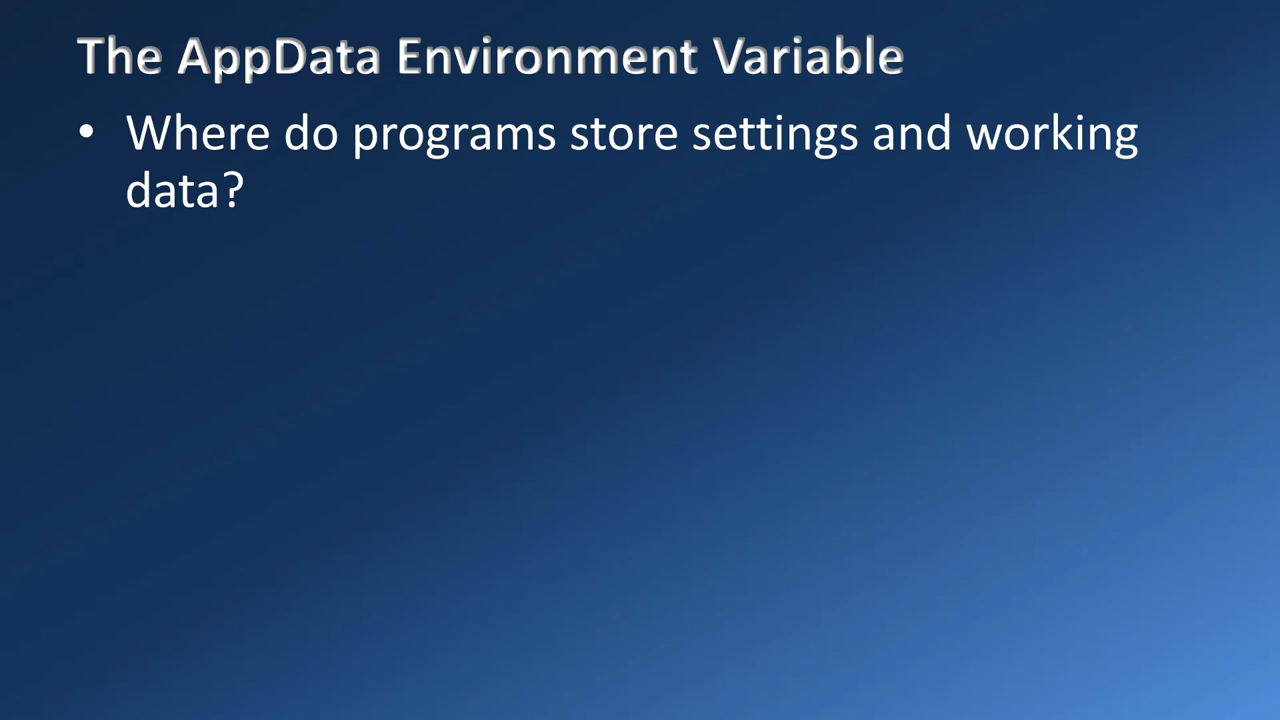 The AppData Environment Variable
• Where do programs store settings and working
data?